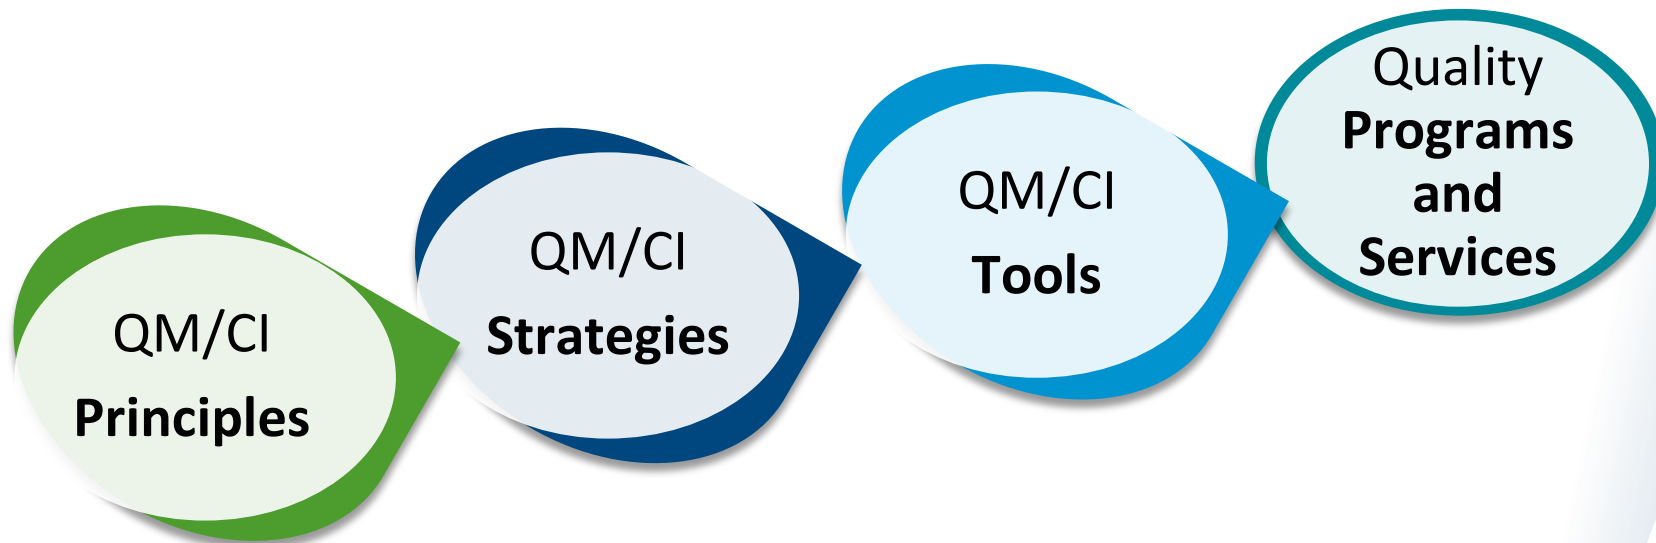 QM/CI
Principles
QM/CI
Strategies
QM/CI
Tools
Quality
Programs
and
Services